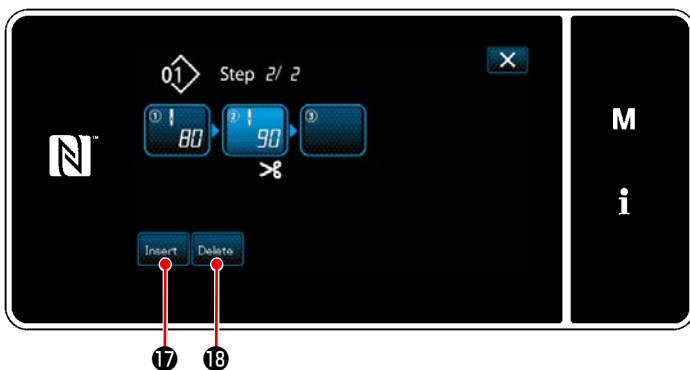 01 Step 2/ 2
① 80 ② 90 ③
M
i
Insert Delete
⓱ ⓲